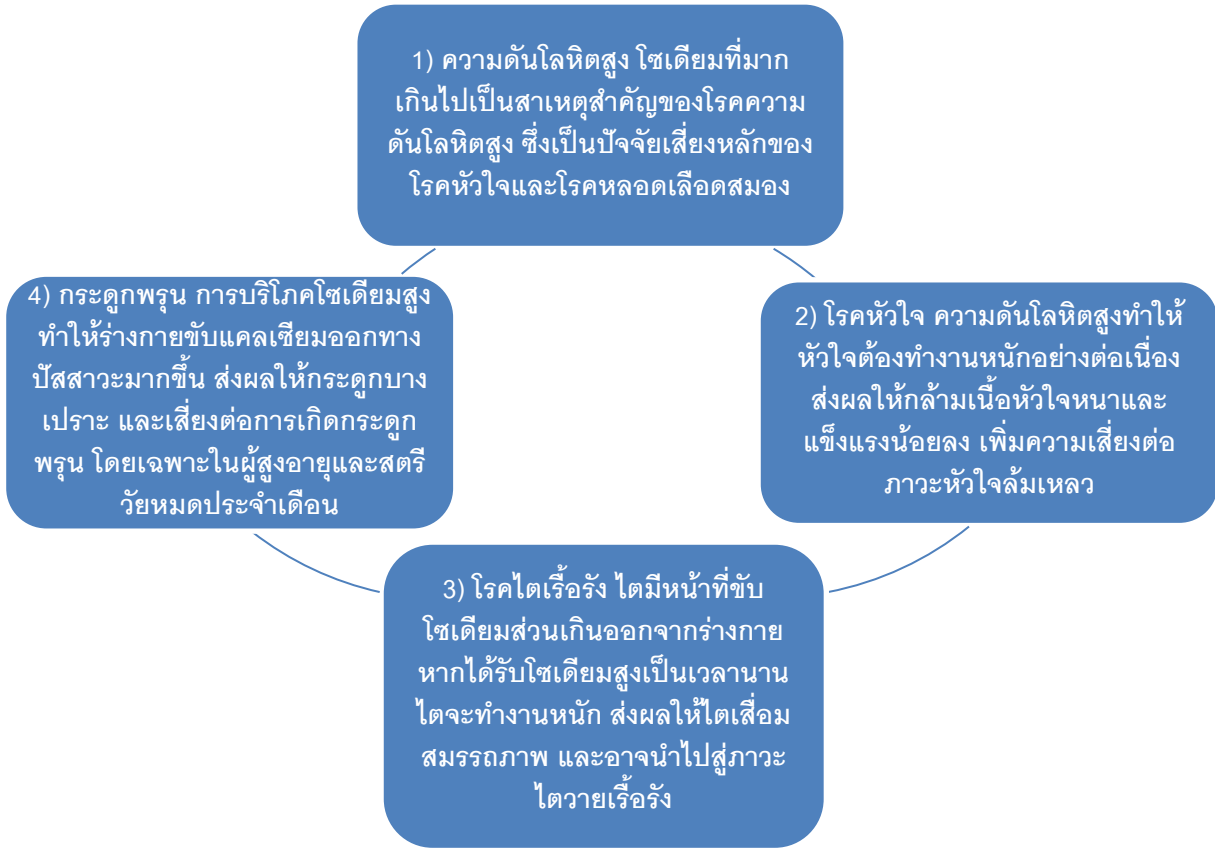 1) ความดันโลหิตสูง โซเดียมที่มาก
เกินไปเป็นสาเหตุสำคัญของโรคความ
ดันโลหิตสูง ซึ่งเป็นปัจจัยเสี่ยงหลักของ
โรคหัวใจและโรคหลอดเลือดสมอง
2) โรคหัวใจ ความดันโลหิตสูงทำให้
หัวใจต้องทำงานหนักอย่างต่อเนื่อง
ส่งผลให้กล้ามเนื้อหัวใจหนาและ
แข็งแรงน้อยลง เพิ่มความเสี่ยงต่อ
ภาวะหัวใจล้มเหลว
3) โรคไตเรื้อรัง ไตมีหน้าที่ขับ
โซเดียมส่วนเกินออกจากร่างกาย
หากได้รับโซเดียมสูงเป็นเวลานาน
ไตจะทำงานหนัก ส่งผลให้ไตเสื่อม
สมรรถภาพ และอาจนำไปสู่ภาวะ
ไตวายเรื้อรัง
4) กระดูกพรุน การบริโภคโซเดียมสูง
ทำให้ร่างกายขับแคลเซียมออกทาง
ปัสสาวะมากขึ้น ส่งผลให้กระดูกบาง
เปราะ และเสี่ยงต่อการเกิดกระดูก
พรุน โดยเฉพาะในผู้สูงอายุและสตรี
วัยหมดประจำเดือน